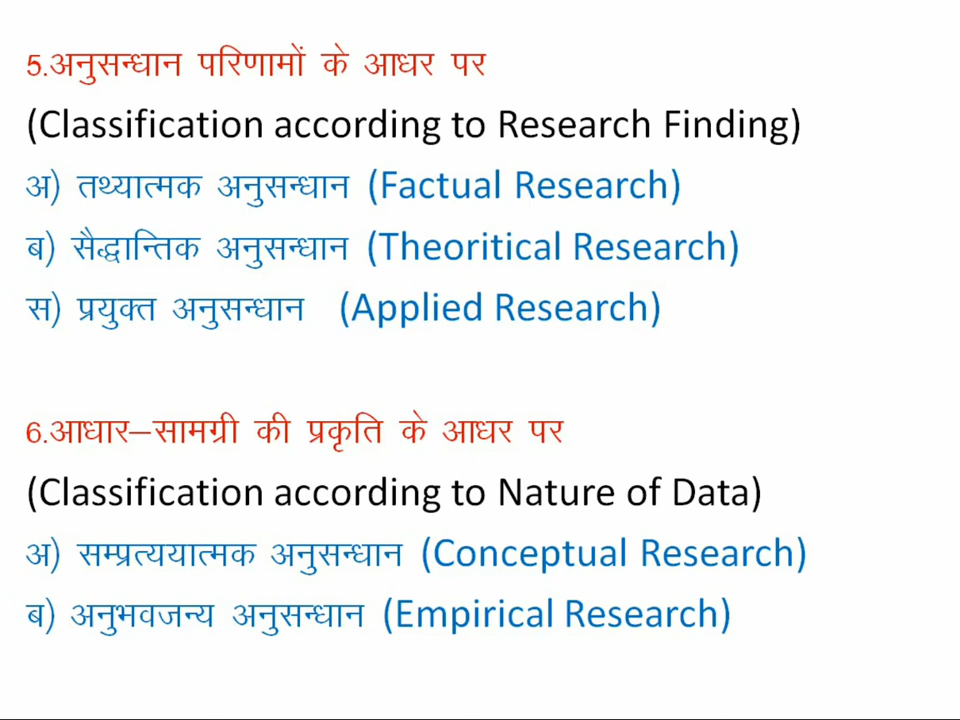 5.अनुसन्धान परिणामों के आधर पर
(Classification according to Research Finding)
अ) तथ्यात्मक अनुसन्धान (Factual Research)
ब) सैद्धान्तिक अनुसन्धान (Theoritical Research)
स) प्रयुक्त अनुसन्धान (Applied Research)
6.आधार–सामग्री की प्रकृति के आधर पर
(Classification according to Nature of Data)
अ) सम्प्रत्ययात्मक अनुसन्धान (Conceptual Research)
ब) अनुभवजन्य अनुसन्धान (Empirical Research)